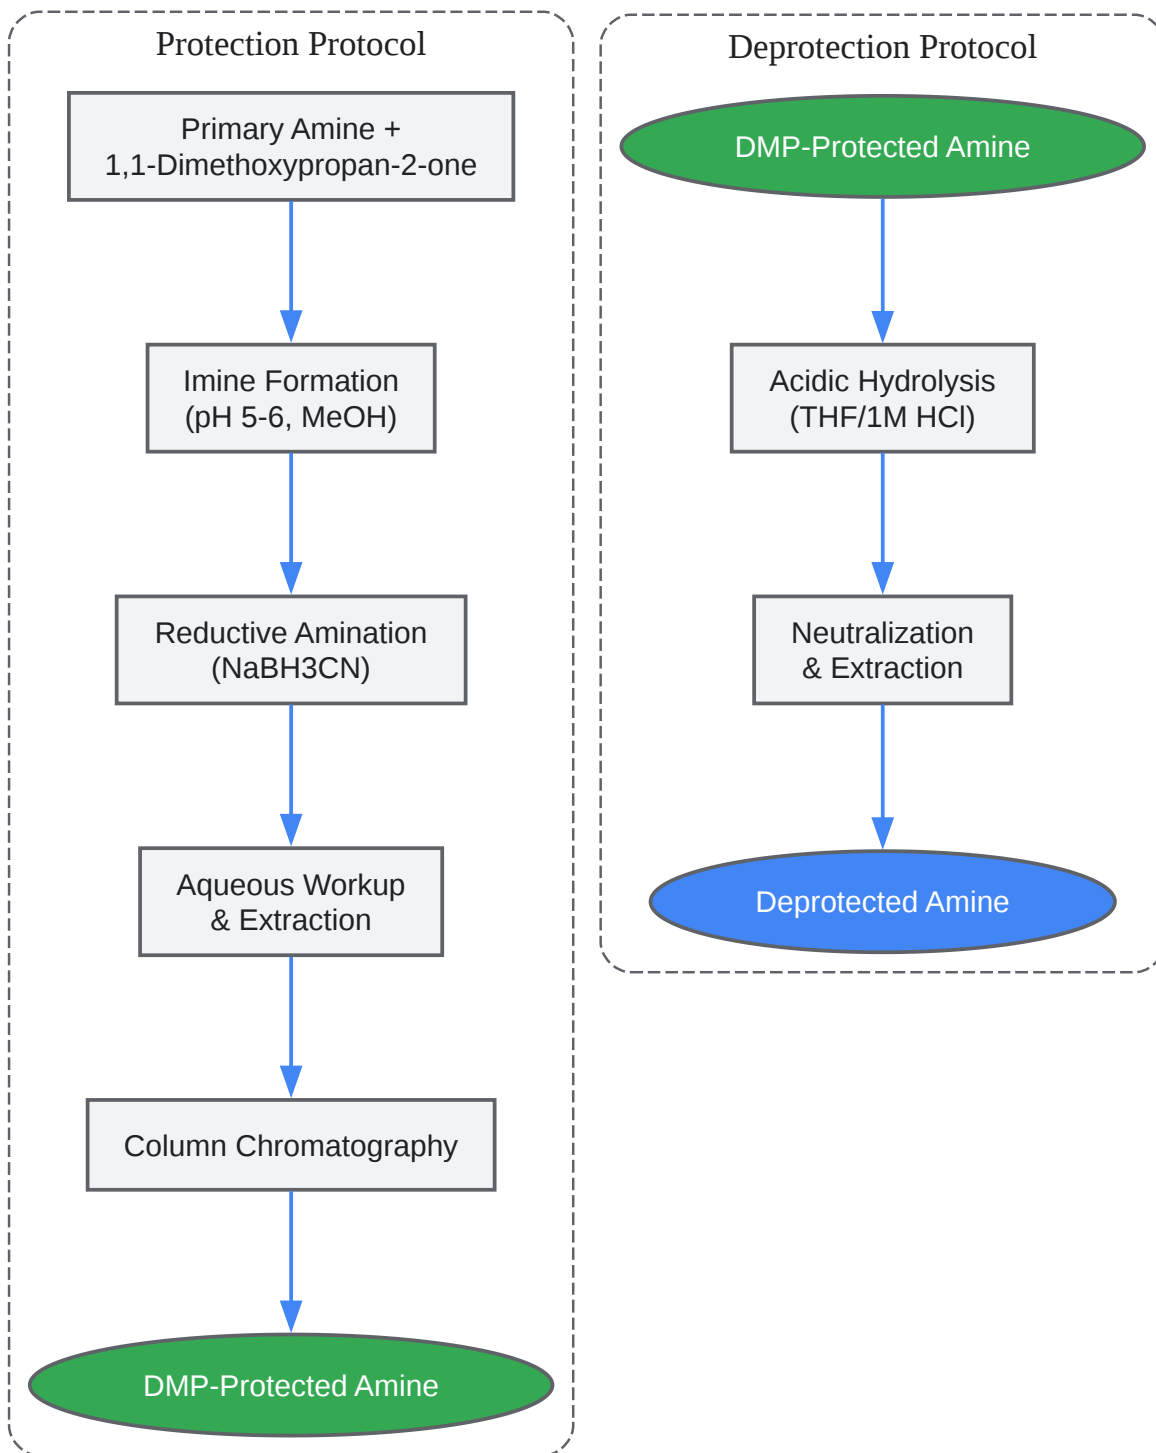 Protection Protocol
Primary Amine +
1,1-Dimethoxypropan-2-one
Imine Formation
(pH 5-6, MeOH)
Reductive Amination
(NaBH3CN)
Aqueous Workup
& Extraction
Column Chromatography
DMP-Protected Amine
Deprotection Protocol
DMP-Protected Amine
Acidic Hydrolysis
(THF/1M HCl)
Neutralization
& Extraction
Deprotected Amine